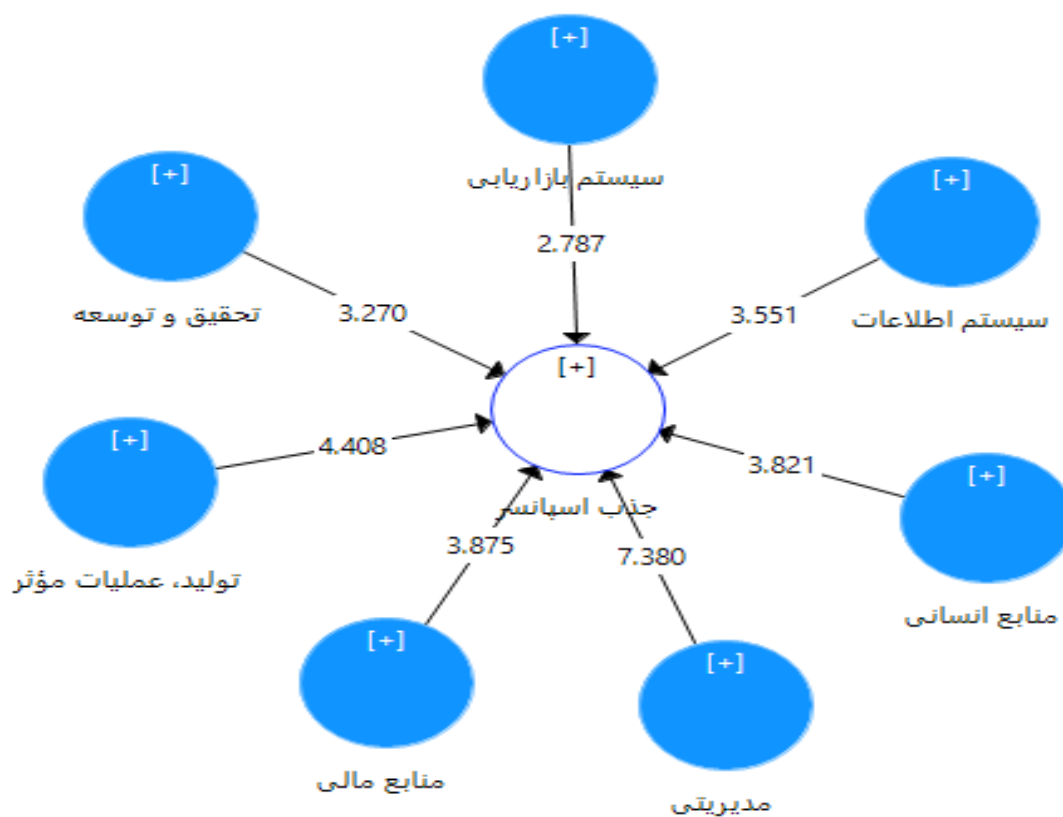 [+]
سیستم بازاریابی
[+]
تحقیق و توسعه
[+]
سیستم اطلاعات
2.787
3.270
3.551
[+]
جذب اسپانسر
[+]
تولید، عملیات مؤثر
4.408
3.821
[+]
منابع انسانی
3.875
7.380
[+]
منابع مالی
[+]
مدیریتی